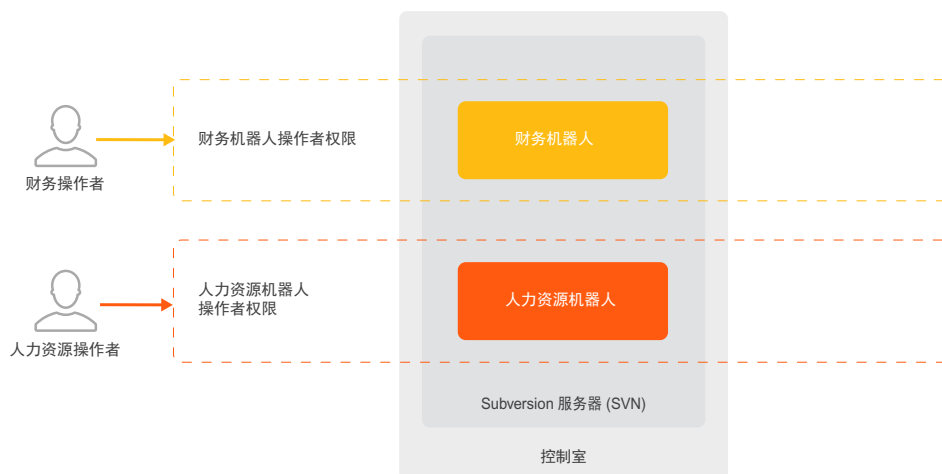 财务机器人操作者权限
财务机器人
财务操作者
人力资源机器人
操作者权限
人力资源机器人
人力资源操作者
Subversion 服务器 (SVN)
控制室